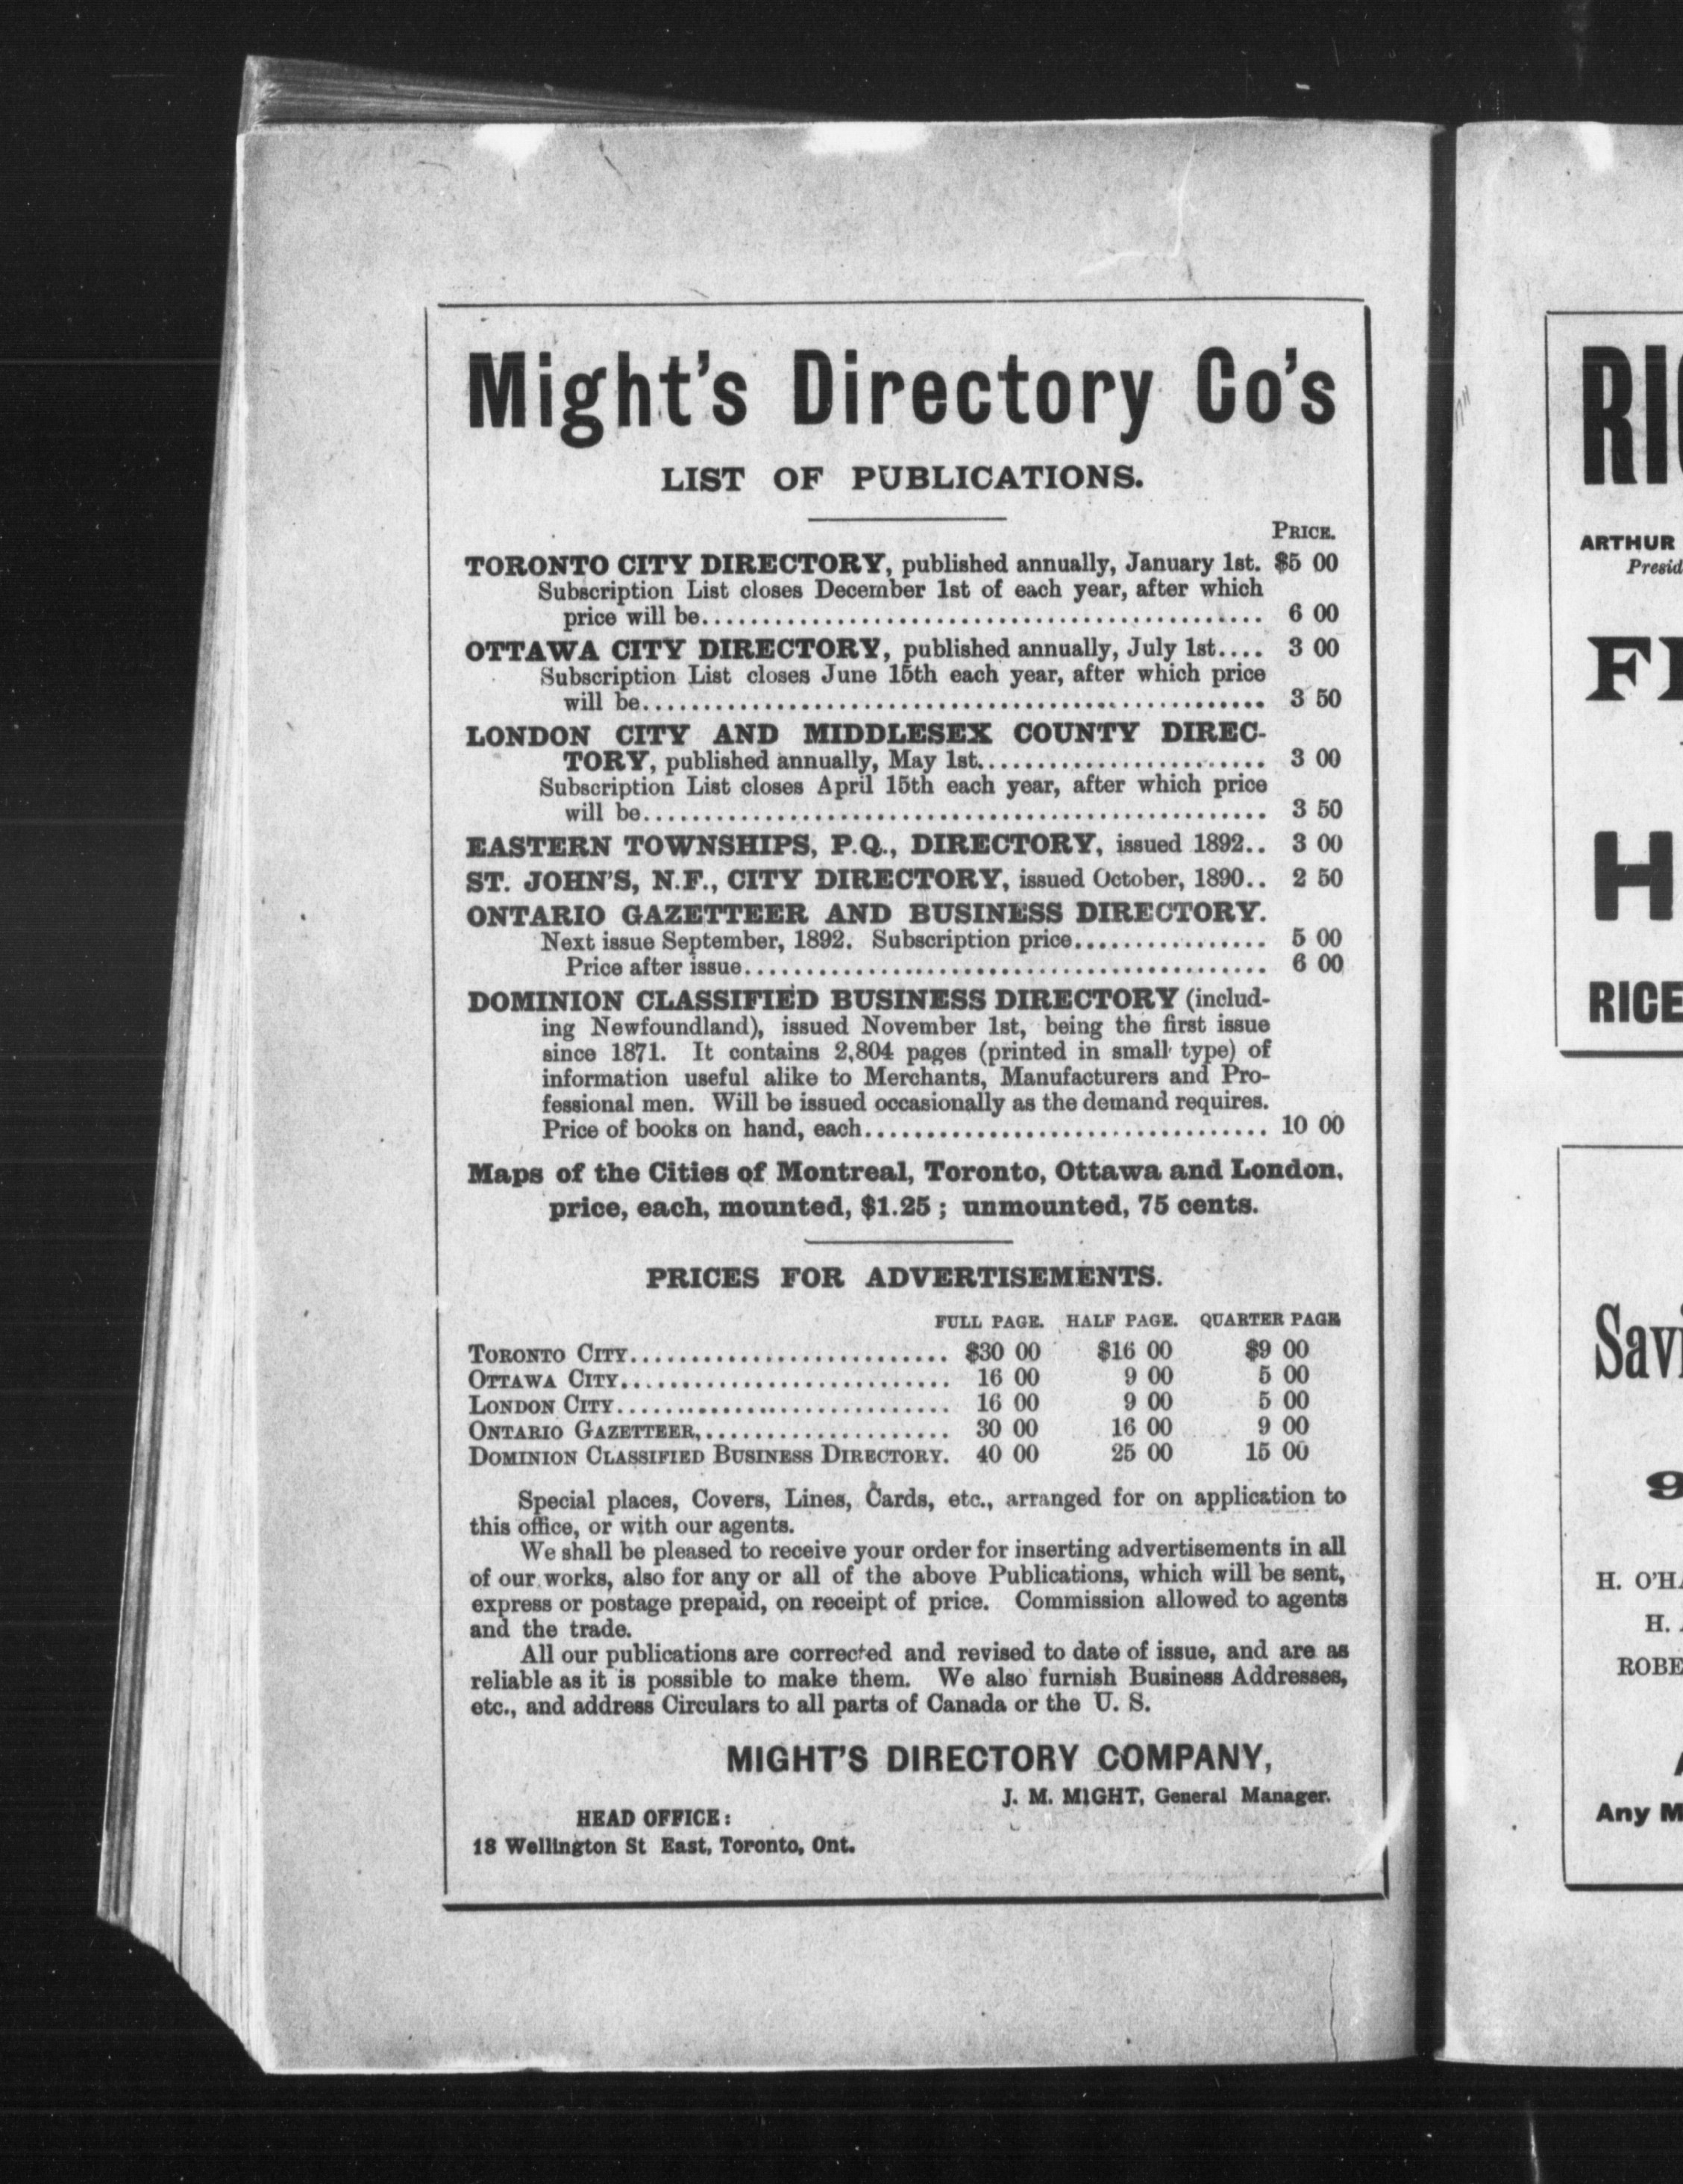 Might's Directory Co's
LIST OF PUBLICATIONS.
PRICE.
TORONTO CITY DIRECTORY, published annually, January 1st. $5 00
Subscription List closes December 1st of each year, after which
price will be............................................ 6 00
OTTAWA CITY DIRECTORY, published annually, July 1st.... 3 00
Subscription List closes June 15th each year, after which price
will be.................................................. 3 50
LONDON CITY AND MIDDLESEX COUNTY DIREC-
TORY, published annually, May 1st....................... 3 00
Subscription List closes April 15th each year, after which price
will be.................................................. 3 50
EASTERN TOWNSHIPS, P.Q., DIRECTORY, issued 1892.. 3 00
ST. JOHN'S, N.F., CITY DIRECTORY, issued October, 1890.. 2 50
ONTARIO GAZETTEER AND BUSINESS DIRECTORY.
Next issue September, 1892. Subscription price................ 5 00
Price after issue.......................................... 6 00
DOMINION CLASSIFIED BUSINESS DIRECTORY (includ-
ing Newfoundland), issued November 1st, being the first issue
since 1871. It contains 2,804 pages (printed in small type) of
information useful alike to Merchants, Manufacturers and Pro-
fessional men. Will be issued occasionally as the demand requires.
Price of books on hand, each................................. 10 00
Maps of the Cities of Montreal, Toronto, Ottawa and London,
price, each, mounted, $1.25 ; unmounted, 75 cents.
PRICES FOR ADVERTISEMENTS.
FULL PAGE. HALF PAGE. QUARTER PAGE
TORONTO CITY.......................... $30 00 $16 00 $9 00
OTTAWA CITY........................... 16 00 9 00 5 00
LONDON CITY........................... 16 00 9 00 5 00
ONTARIO GAZETTEER,.................... 30 00 16 00 9 00
DOMINION CLASSIFIED BUSINESS DIRECTORY. 40 00 25 00 15 00
Special places, Covers, Lines, Cards, etc., arranged for on application to
this office, or with our agents.
We shall be pleased to receive your order for inserting advertisements in all
of our works, also for any or all of the above Publications, which will be sent,
express or postage prepaid, on receipt of price. Commission allowed to agents
and the trade.
All our publications are corrected and revised to date of issue, and are as
reliable as it is possible to make them. We also furnish Business Addresses,
etc., and address Circulars to all parts of Canada or the U. S.
MIGHT'S DIRECTORY COMPANY,
J. M. MIGHT, General Manager.
HEAD OFFICE:
18 Wellington St East, Toronto, Ont.
ARTHUR
RICE
Any